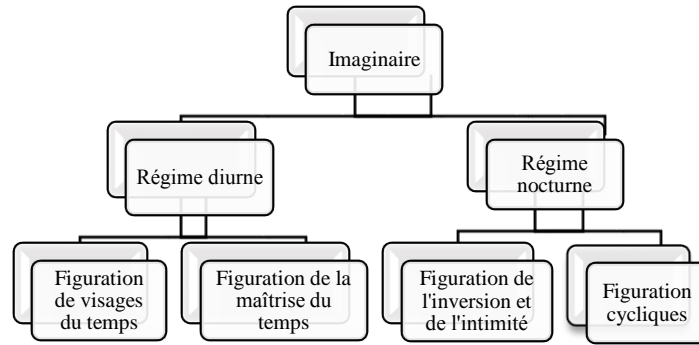 Imaginaire
Régime diurne
Régime
nocturne
Figuration
de visages
du temps
Figuration de la
maîtrise du
temps
Figuration de
l'inversion et
de l'intimité
Figuration
cycliques